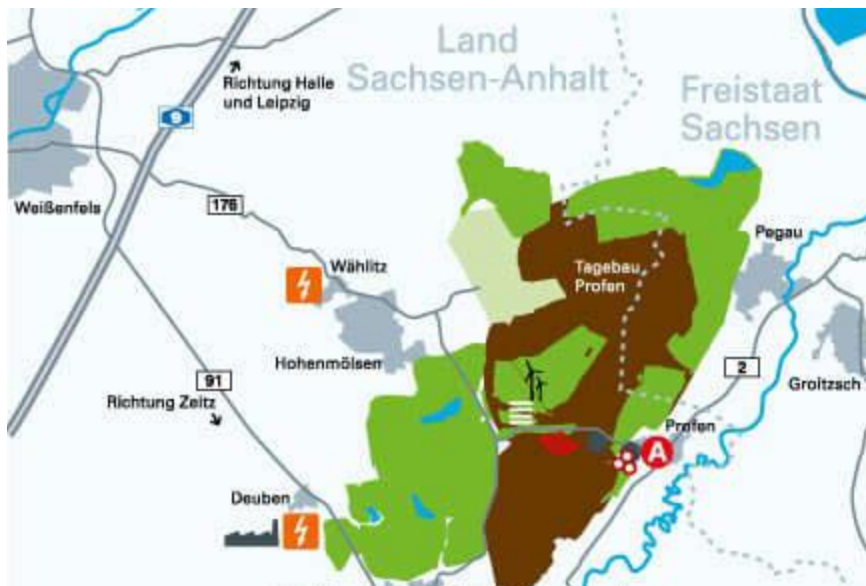 Land
Sachsen-Anhalt
Freistaat
Sachsen
Richtung Halle
und Leipzig
9
Weißenfels
176
Wählitz
Pegau
Tagebau
Profen
Hohenmölsen
91
2
Groitzsch
Richtung Zeitz
Profen
A
Deuben